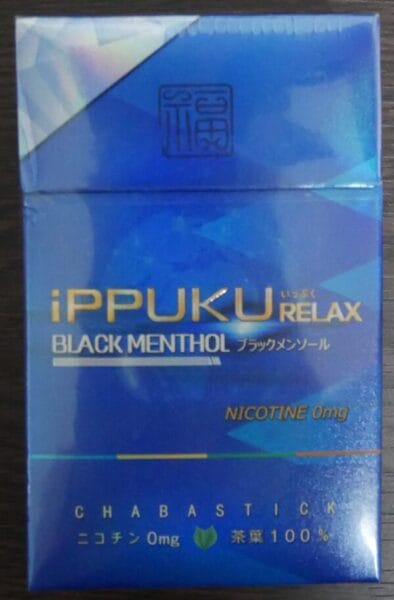 福
いっぷく
iPPUKU RELAX
BLACK MENTHOL ブラックメンソール
NICOTINE 0mg
CHABASTICK
ニコチン0mg 茶葉100%